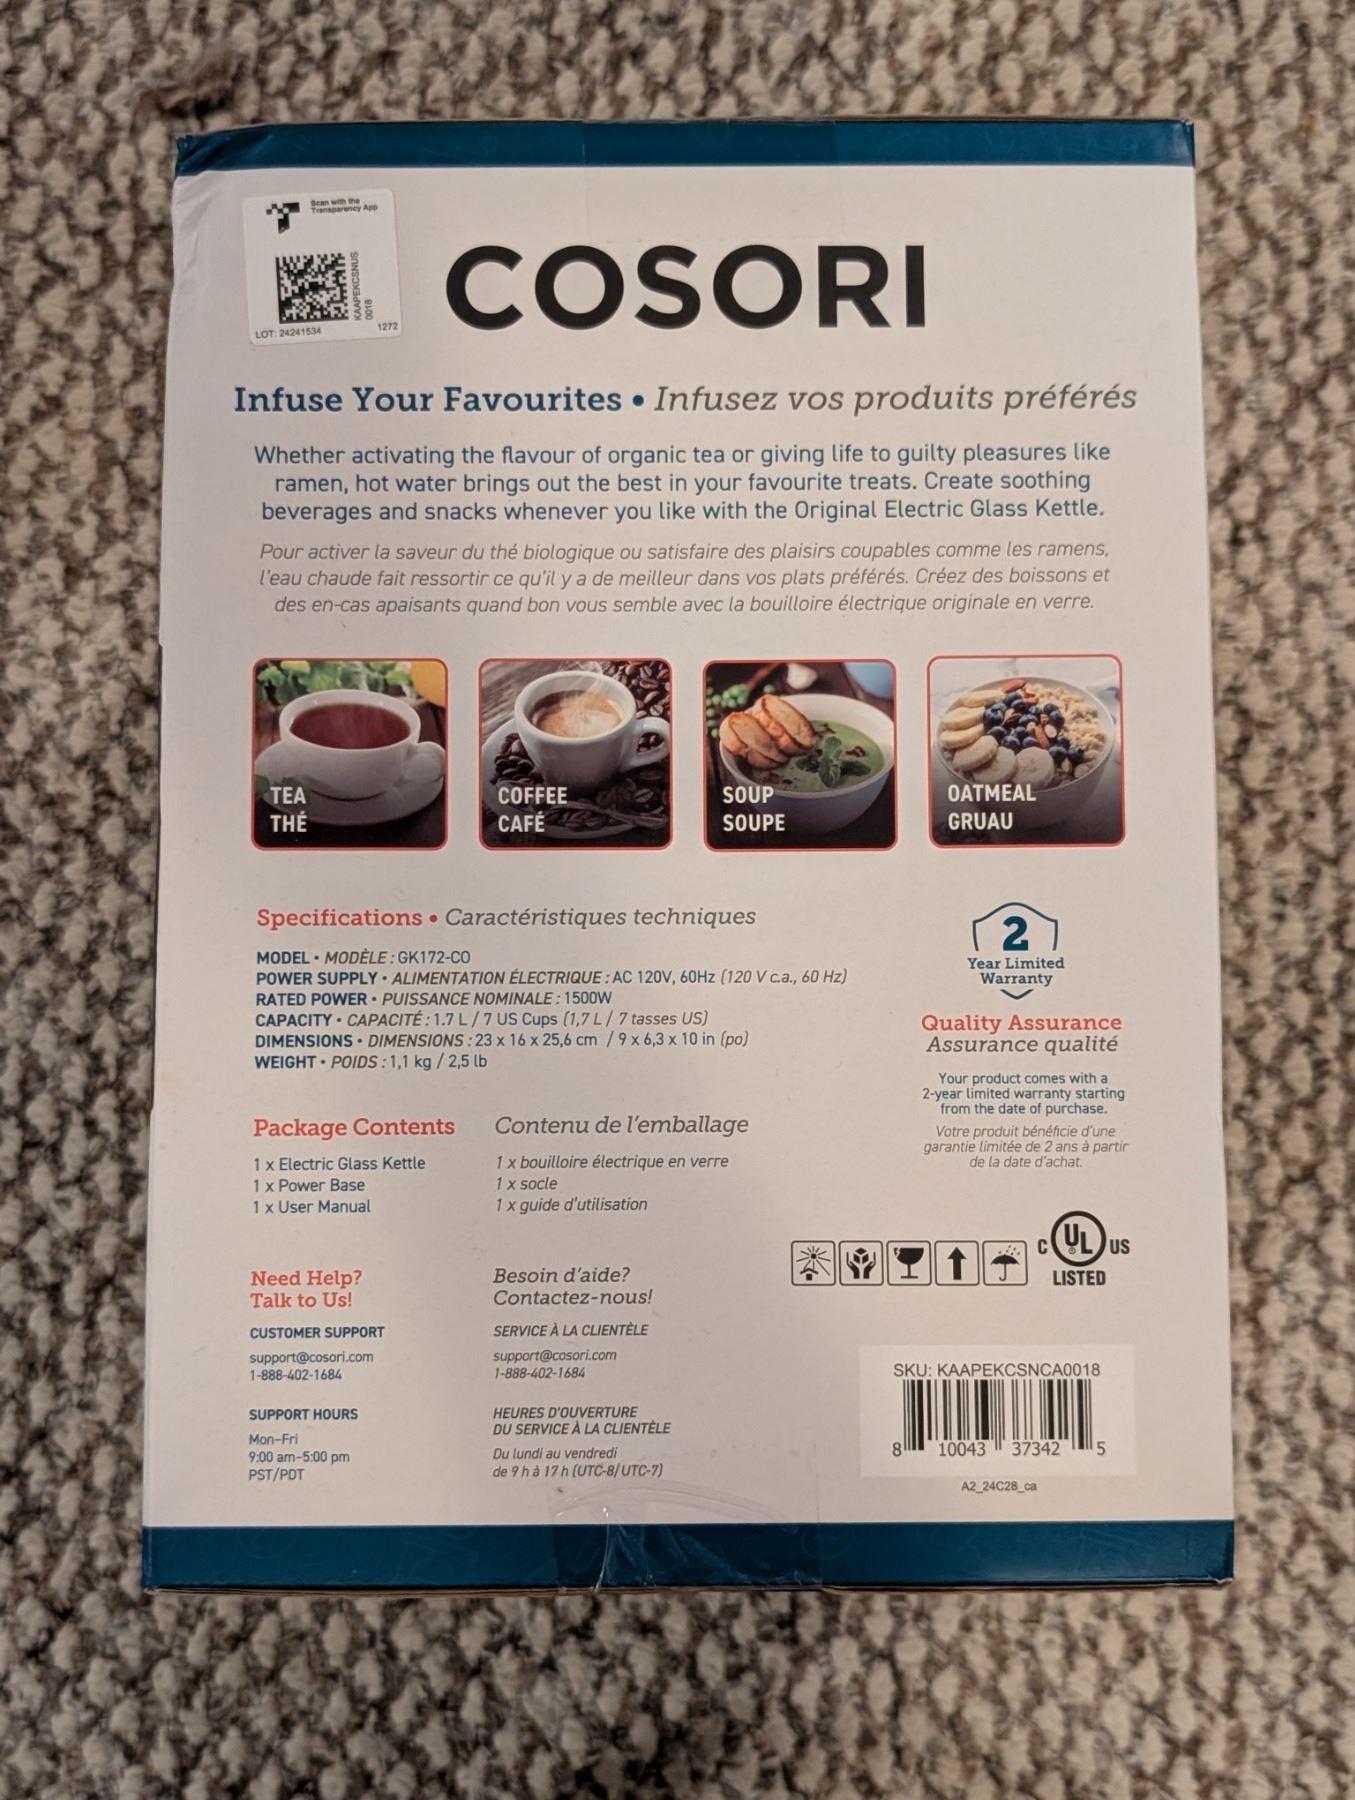 Scan with the
Transparency App
KAAPEKCSNUS
0018
LOT: 24241534
1272
COSORI
Infuse Your Favourites • Infusez vos produits préférés
Whether activating the flavour of organic tea or giving life to guilty pleasures like
ramen, hot water brings out the best in your favourite treats. Create soothing
beverages and snacks whenever you like with the Original Electric Glass Kettle.
Pour activer la saveur du thé biologique ou satisfaire des plaisirs coupables comme les ramens,
l'eau chaude fait ressortir ce qu'il y a de meilleur dans vos plats préférés. Créez des boissons et
des en-cas apaisants quand bon vous semble avec la bouilloire électrique originale en verre.
TEA
THÉ
COFFEE
CAFÉ
SOUP
SOUPE
OATMEAL
GRUAU
Specifications • Caractéristiques techniques
MODEL • MODÈLE : GK172-CO
POWER SUPPLY • ALIMENTATION ÉLECTRIQUE : AC 120V, 60Hz (120 V c.a., 60 Hz)
RATED POWER • PUISSANCE NOMINALE : 1500W
CAPACITY • CAPACITÉ : 1.7 L / 7 US Cups (1,7 L / 7 tasses US)
DIMENSIONS • DIMENSIONS : 23 x 16 x 25,6 cm / 9 x 6,3 x 10 in (po)
WEIGHT • POIDS : 1,1 kg / 2,5 lb
2
Year Limited
Warranty
Quality Assurance
Assurance qualité
Your product comes with a
2-year limited warranty starting
from the date of purchase.
Votre produit bénéficie d'une
garantie limitée de 2 ans à partir
de la date d'achat.
Package Contents
1 x Electric Glass Kettle
1 x Power Base
1 x User Manual
Contenu de l'emballage
1 x bouilloire électrique en verre
1 x socle
1 x guide d'utilisation
C UL US
LISTED
Need Help?
Talk to Us!
CUSTOMER SUPPORT
support@cosori.com
1-888-402-1684
SUPPORT HOURS
Mon-Fri
9:00 am-5:00 pm
PST/PDT
Besoin d'aide?
Contactez-nous!
SERVICE À LA CLIENTÈLE
support@cosori.com
1-888-402-1684
HEURES D'OUVERTURE
DU SERVICE À LA CLIENTÈLE
Du lundi au vendredi
de 9 h à 17 h (UTC-8/UTC-7)
SKU: KAAPEKCSNCA0018
8 10043 37342 5
A2_24C28_ca